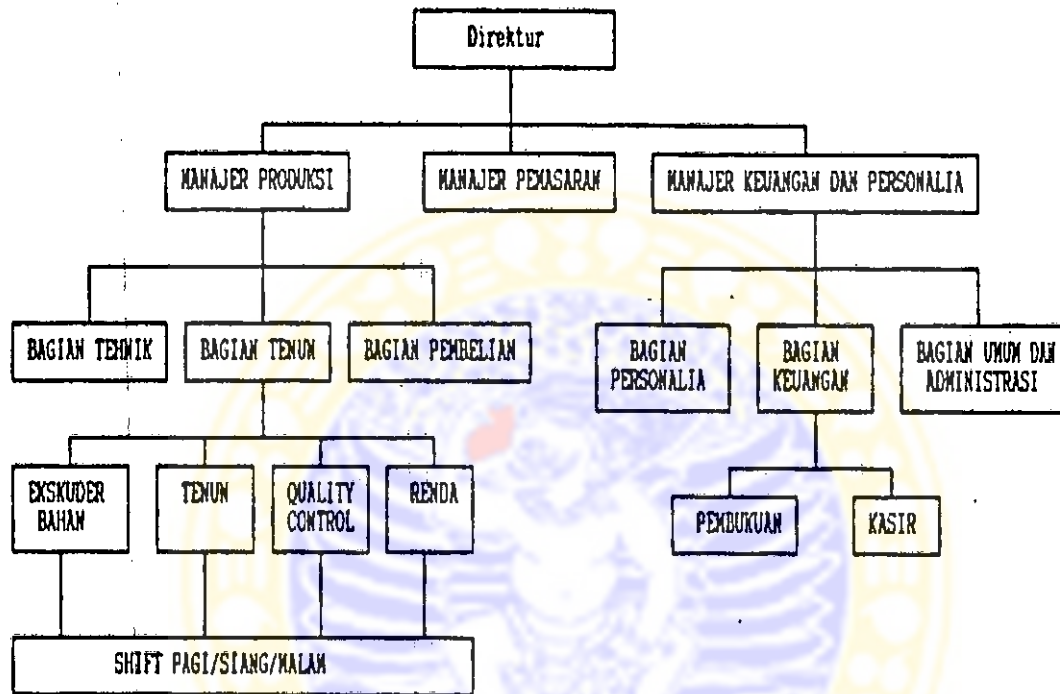 Direktur
MANAJER PRODUKSI
MANAJER PEMASARAN
MANAJER KEUANGAN DAN PERSONALIA
BAGIAN TEHNIK
BAGIAN TENUN
BAGIAN PEMBELIAN
BAGIAN
PERSONALIA
BAGIAN
KEUANGAN
BAGIAN UMUM DAN
ADMINISTRASI
EKSKUDER
BAHAN
TENUN
QUALITY
CONTROL
RENDA
PEMBUKUAN
KASIR
SHIFT PAGI/SIANG/MALAM